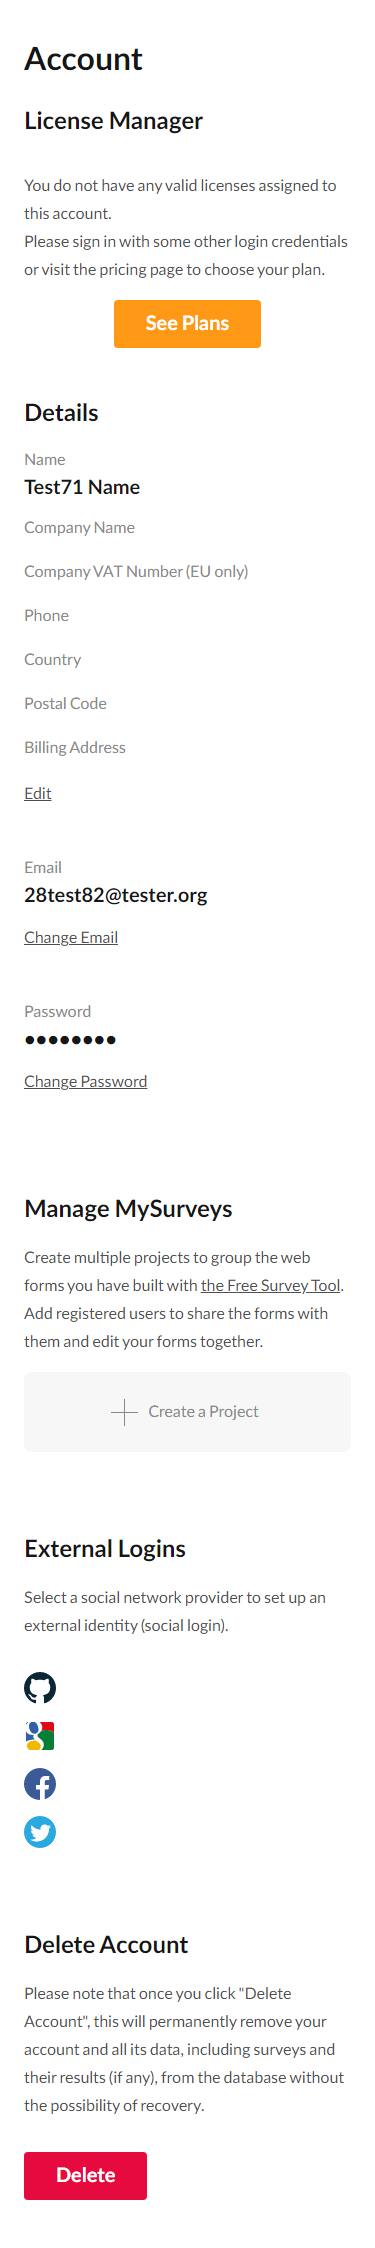 Account
License Manager
You do not have any valid licenses assigned to
this account.
Please sign in with some other login credentials
or visit the pricing page to choose your plan.
See Plans
Details
Name
Test71 Name
Company Name
Company VAT Number (EU only)
Phone
Country
Postal Code
Billing Address
Edit
Email
28test82@tester.org
Change Email
Password
●●●●●●●●
Change Password
Manage MySurveys
Create multiple projects to group the web
forms you have built with the Free Survey Tool.
Add registered users to share the forms with
them and edit your forms together.
Create a Project
External Logins
Select a social network provider to set up an
external identity (social login).
Delete Account
Please note that once you click "Delete
Account", this will permanently remove your
account and all its data, including surveys and
their results (if any), from the database without
the possibility of recovery.
Delete